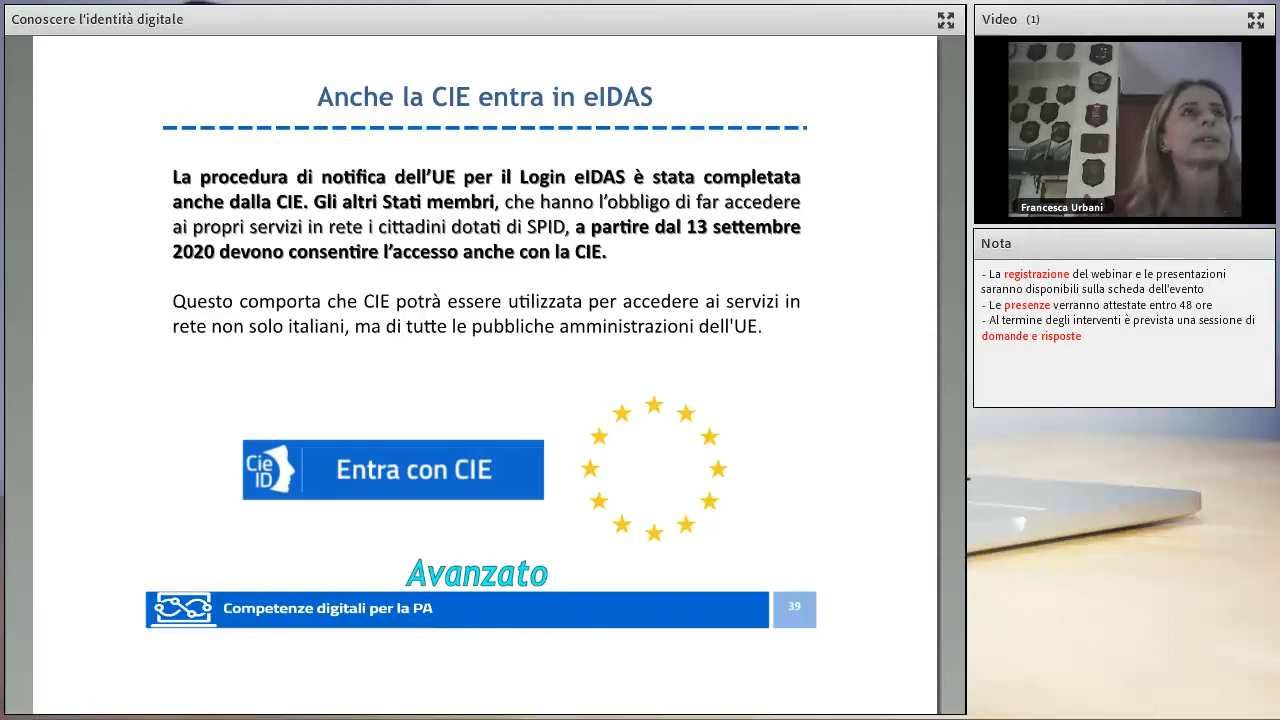 Conoscere l'identità digitale
Anche la CIE entra in eIDAS
La procedura di notifica dell'UE per il Login eIDAS è stata completata
anche dalla CIE. Gli altri Stati membri, che hanno l'obbligo di far accedere
ai propri servizi in rete i cittadini dotati di SPID, a partire dal 13 settembre
2020 devono consentire l'accesso anche con la CIE.
Questo comporta che CIE potrà essere utilizzata per accedere ai servizi in
rete non solo italiani, ma di tutte le pubbliche amministrazioni dell'UE.
Cie
ID
Entra con CIE
Avanzato
Competenze digitali per la PA
39
Video (1)
Francesca Urbani
Nota
- La registrazione del webinar e le presentazioni
saranno disponibili sulla scheda dell'evento
- Le presenze verranno attestate entro 48 ore
- Al termine degli interventi è prevista una sessione di
domande e risposte